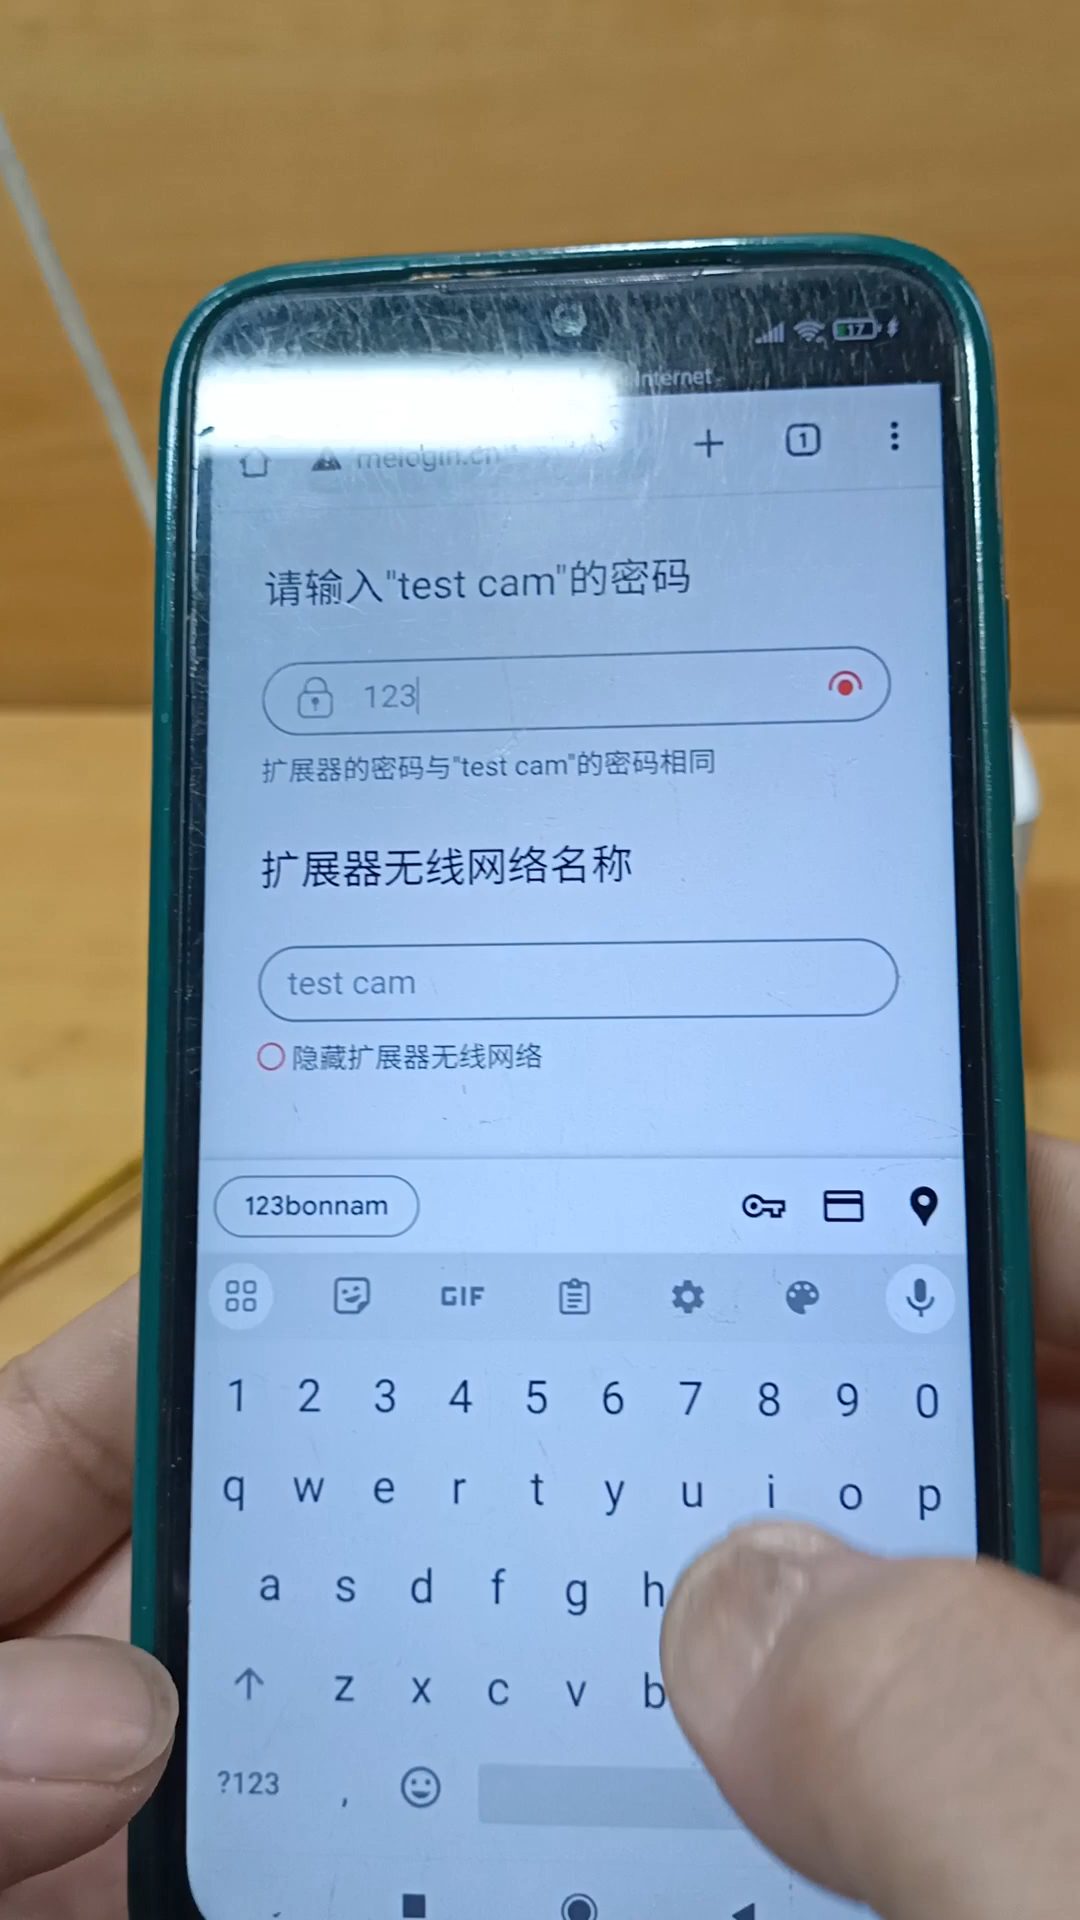 17
Internet
melogin.cn
1
请输入"test cam"的密码
123
扩展器的密码与"test cam"的密码相同
扩展器无线网络名称
test cam
隐藏扩展器无线网络
123bonnam
GIF
1 2 3 4 5 6 7 8 9 0
q w e r t y u i o p
a s d f g h
z x c v b
?123 ,